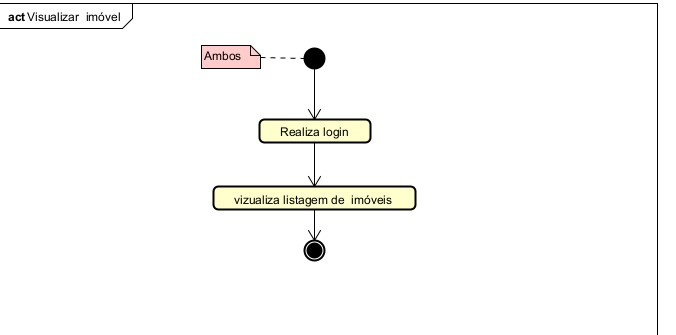 act Visualizar imóvel
Ambos
Realiza login
vizualiza listagem de imóveis